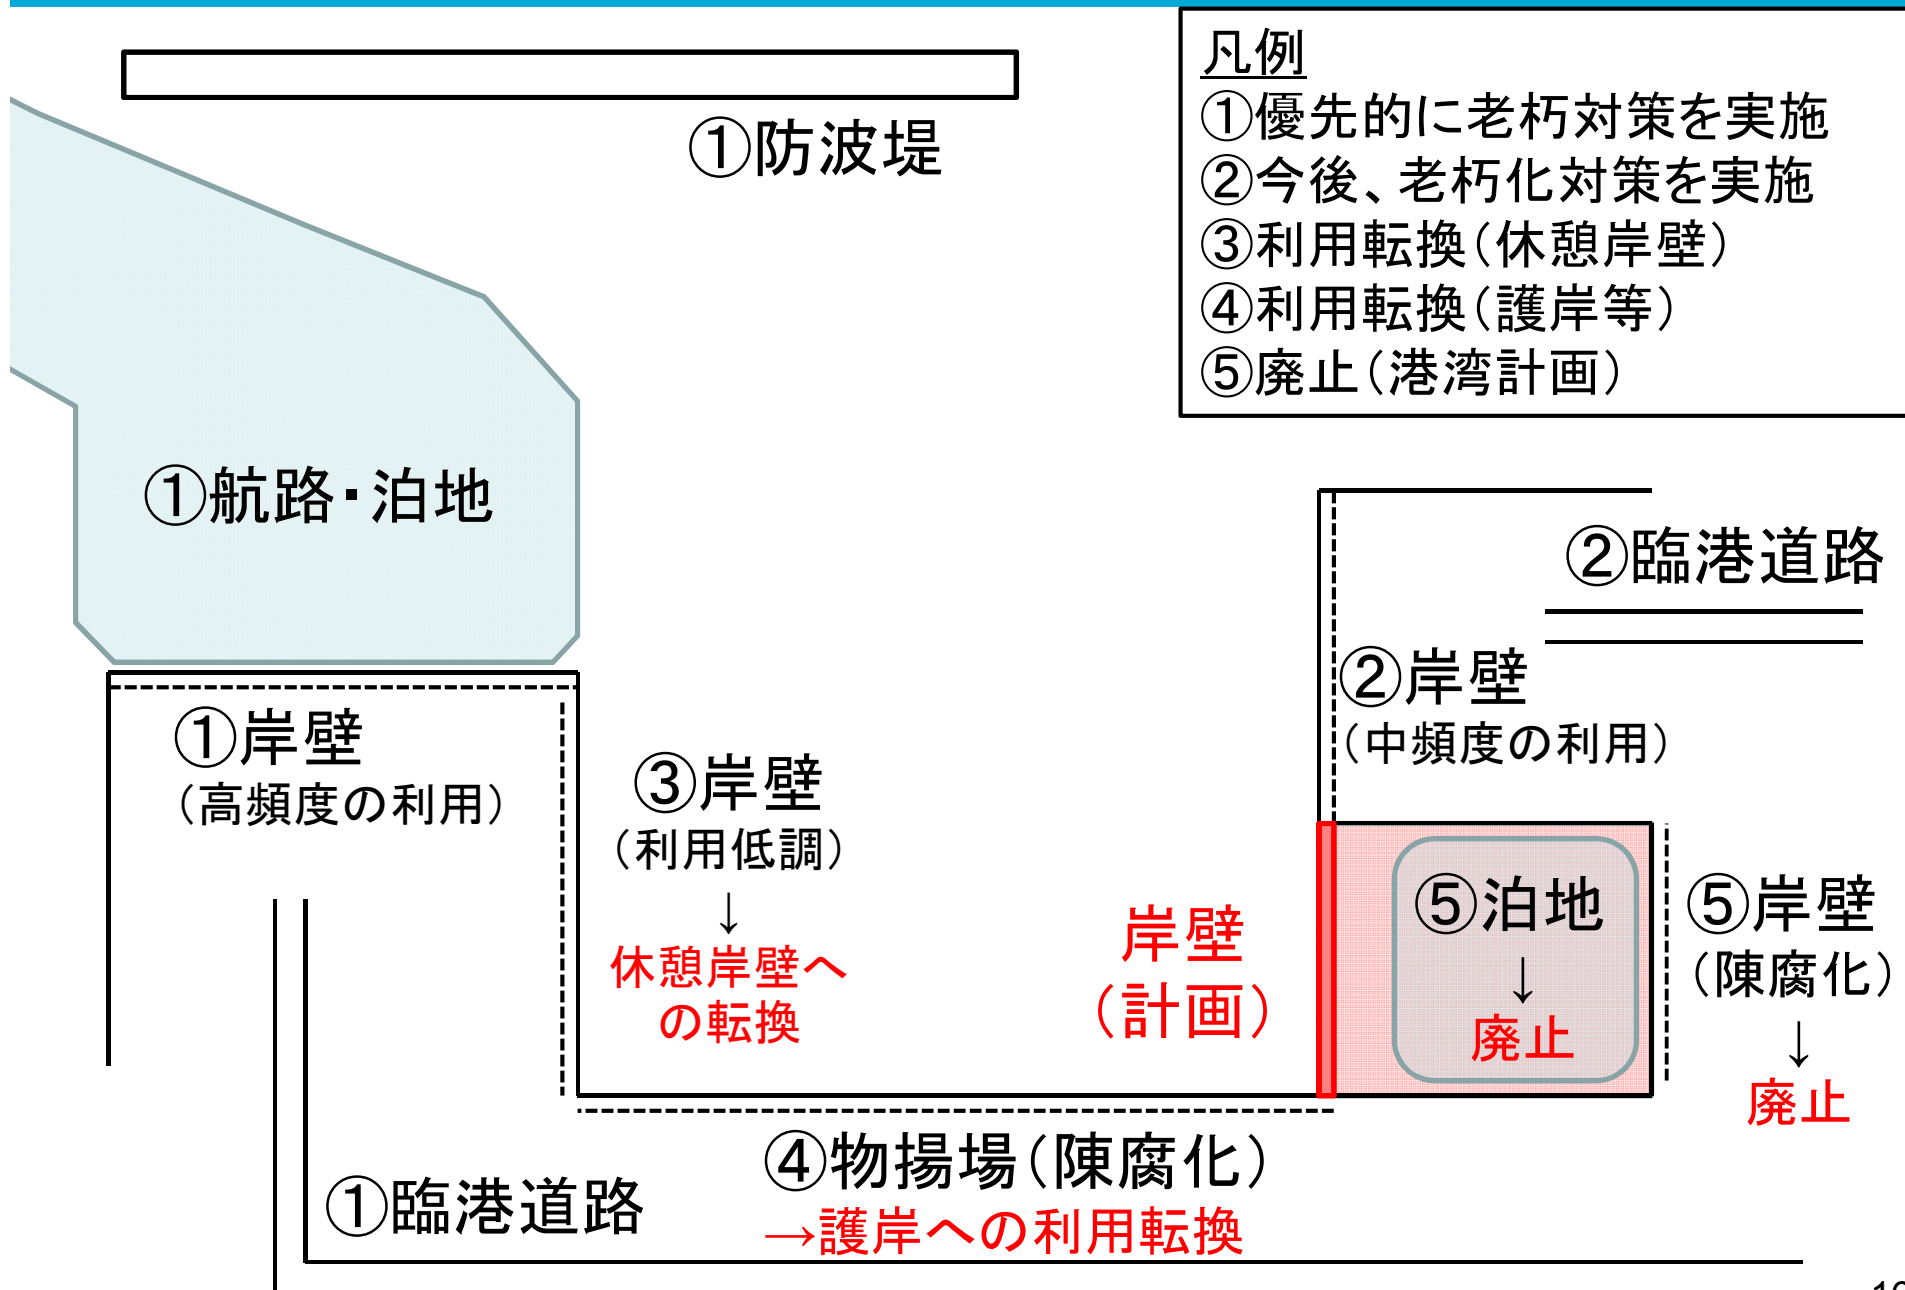 凡例
①優先的に老朽対策を実施
②今後、老朽化対策を実施
③利用転換（休憩岸壁）
④利用転換（護岸等）
⑤廃止（港湾計画）
①防波堤
①航路・泊地
②臨港道路
②岸壁
（中頻度の利用）
①岸壁
（高頻度の利用）
③岸壁
（利用低調）
↓
休憩岸壁へ
の転換
岸壁
（計画）
⑤泊地
↓
廃止
⑤岸壁
（陳腐化）
↓
廃止
④物揚場（陳腐化）
→護岸への利用転換
①臨港道路